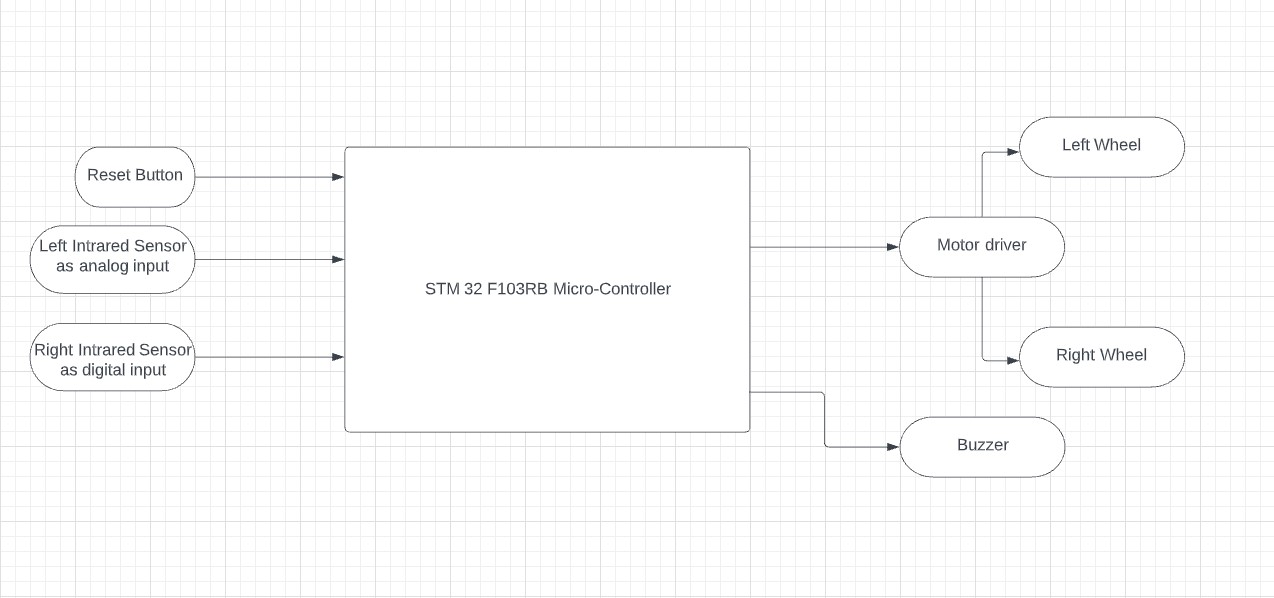 Reset Button
Left Intrared Sensor
as analog input
Right Intrared Sensor
as digital input
STM 32 F103RB Micro-Controller
Left Wheel
Motor driver
Right Wheel
Buzzer